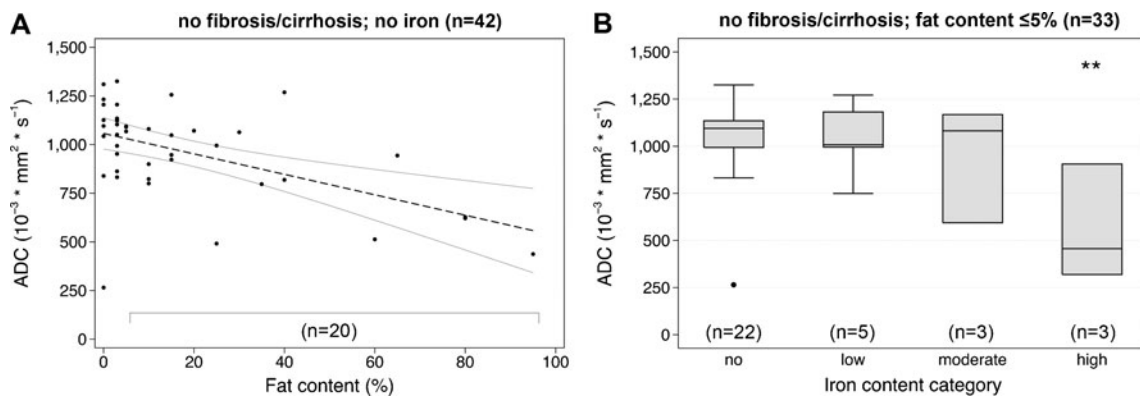 A
no fibrosis/cirrhosis; no iron (n=42)
1,500
1,250
1,000
750
500
250
0
ADC (10⁻³ * mm² * s⁻¹)
(n=20)
0 20 40 60 80 100
Fat content (%)
B
no fibrosis/cirrhosis; fat content ≤5% (n=33)
1,500
1,250
1,000
750
500
250
0
ADC (10⁻³ * mm² * s⁻¹)
**
(n=22) (n=5) (n=3) (n=3)
no low moderate high
Iron content category